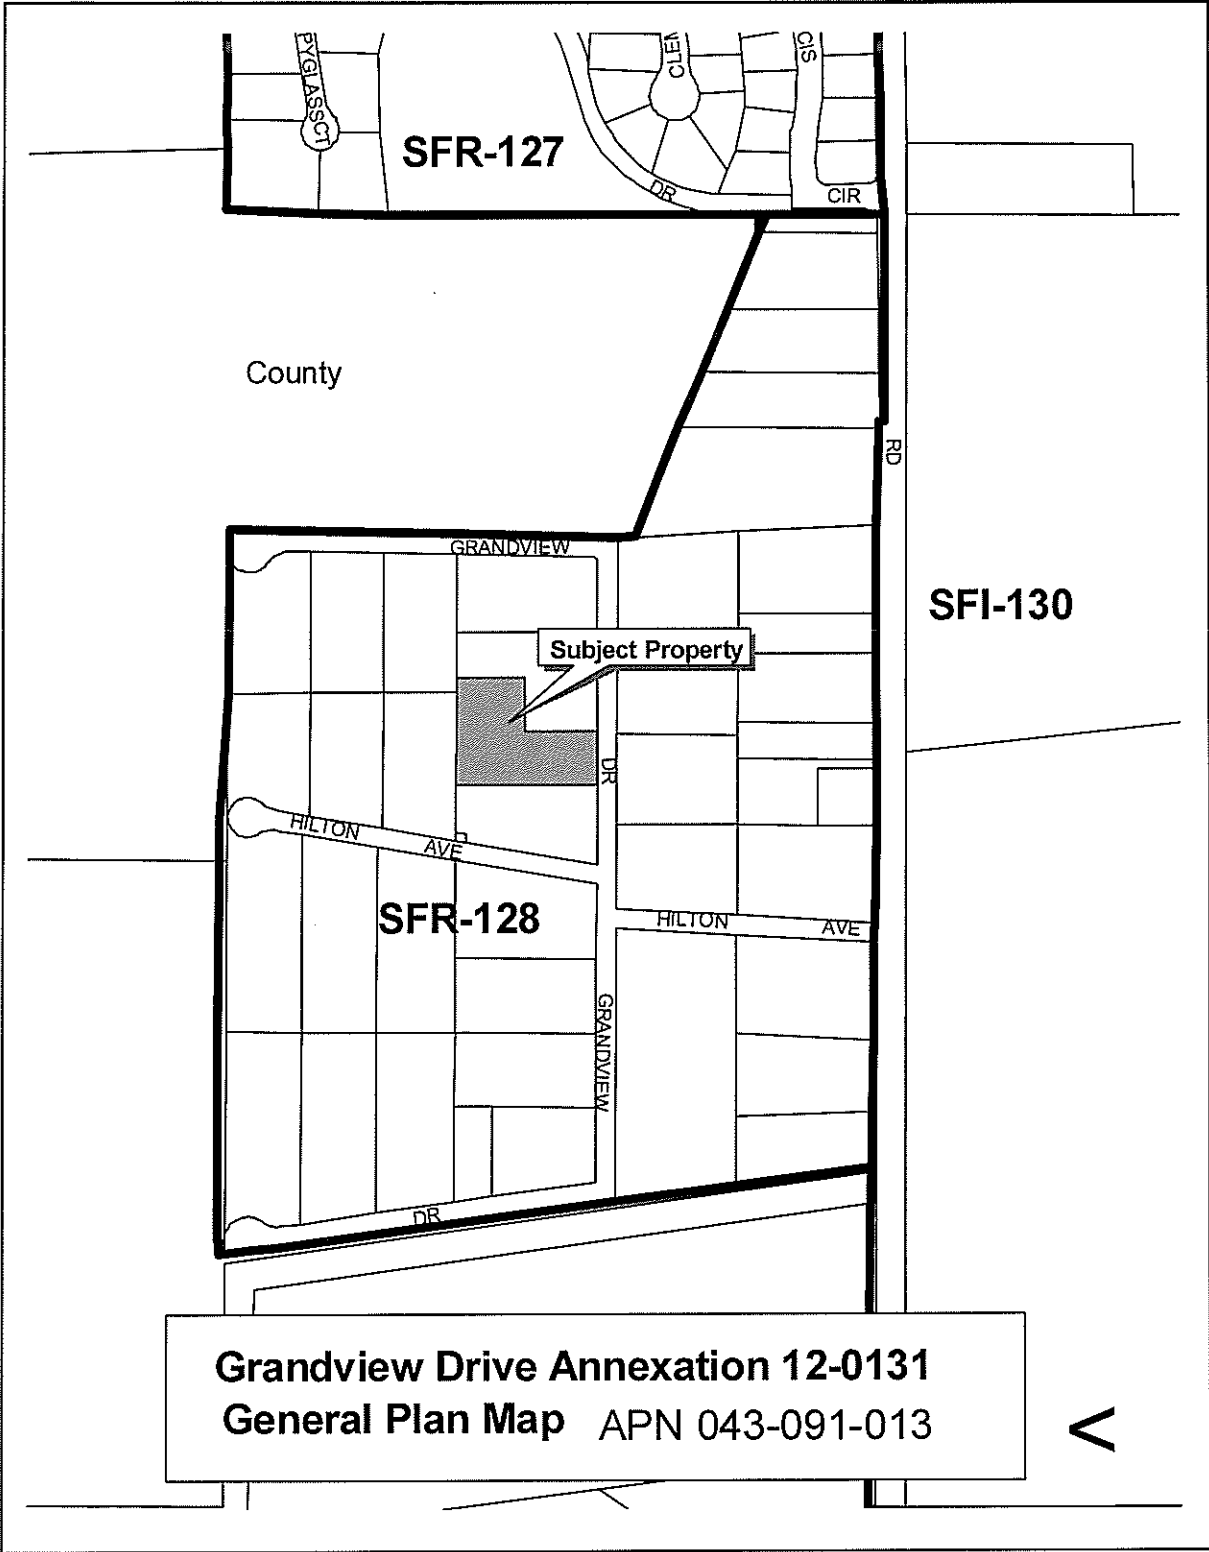 PYGLASSCT
CLEM
CIS
SFR-127
DR
CIR
County
RD
GRANDVIEW
SFI-130
Subject Property
DR
HILTON
AVE
SFR-128
HILTON
AVE
GRANDVIEW
DR
Grandview Drive Annexation 12-0131
General Plan Map APN 043-091-013
<